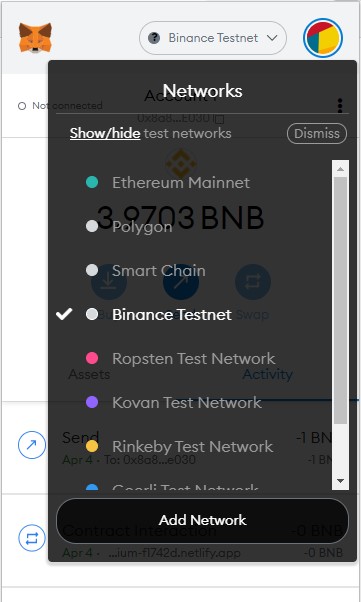 Binance Testnet
Networks
Not connected
Account 1
0x8a8...E030
Show/hide test networks
Dismiss
Ethereum Mainnet
3.9703 BNB
Polygon
Smart Chain
Binance Testnet
Swap
Ropsten Test Network
Assets
Activity
Kovan Test Network
Send
-1 BNB
Rinkeby Test Network
Apr 4 · To: 0x8a8...e030
-1 BN
Goerli Test Network
Add Network
Contract Interaction
-0 BNB
Apr 4 · ...ium-f1742d.netlify.app
-0 BNB